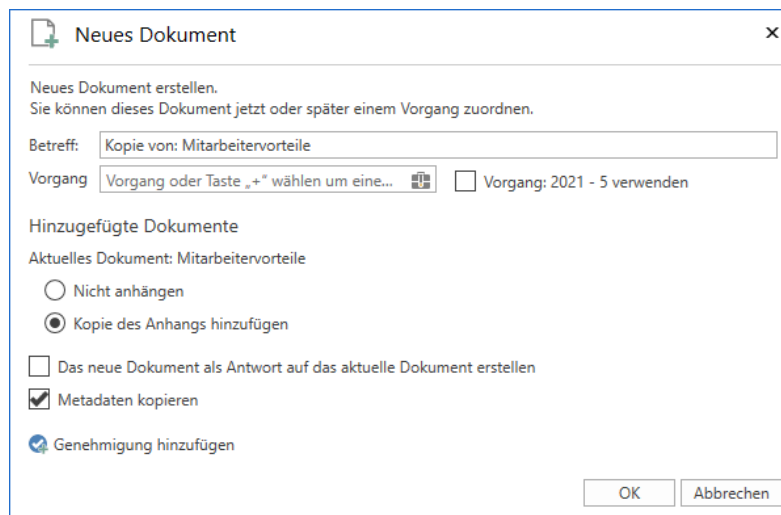 Neues Dokument
Neues Dokument erstellen.
Sie können dieses Dokument jetzt oder später einem Vorgang zuordnen.
Betreff: Kopie von: Mitarbeitervorteile
Vorgang Vorgang oder Taste „+“ wählen um eine... Vorgang: 2021 - 5 verwenden
Hinzugefügte Dokumente
Aktuelles Dokument: Mitarbeitervorteile
Nicht anhängen
Kopie des Anhangs hinzufügen
Das neue Dokument als Antwort auf das aktuelle Dokument erstellen
Metadaten kopieren
Genehmigung hinzufügen
OK Abbrechen